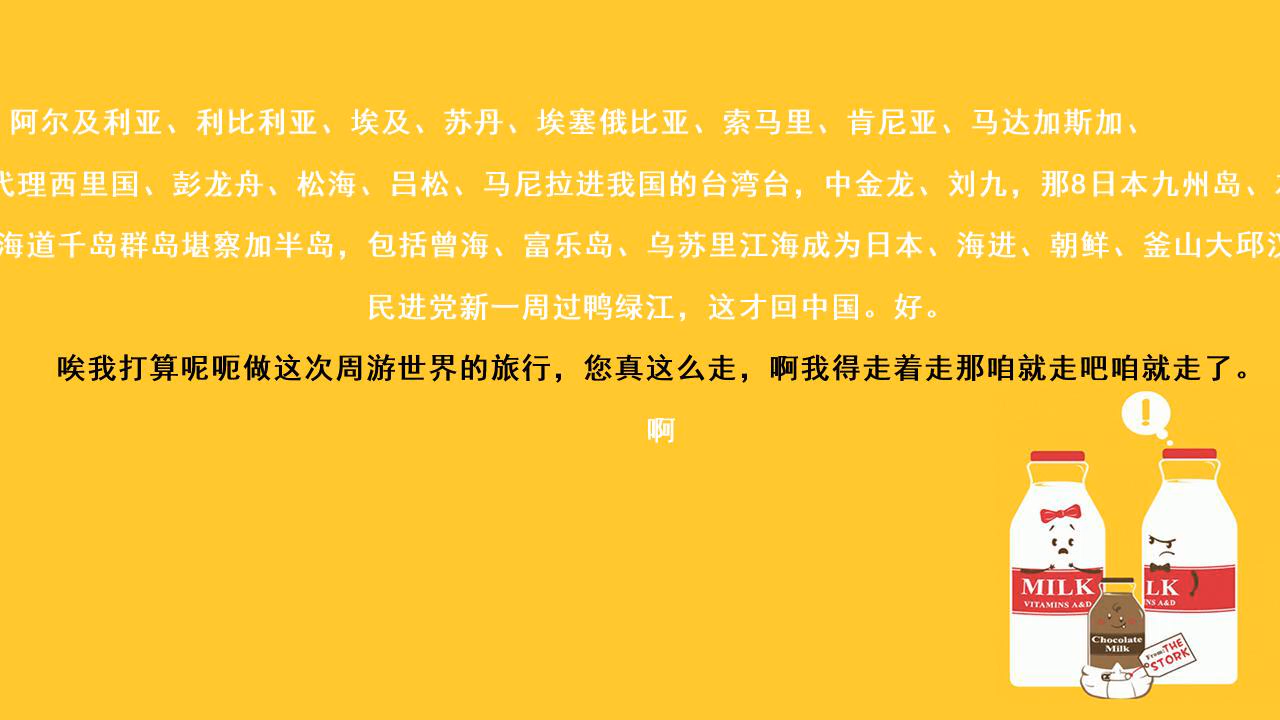 阿尔及利亚、利比利亚、埃及、苏丹、埃塞俄比亚、索马里、肯尼亚、马达加斯加、
代理西里国、彭龙舟、松海、吕松、马尼拉进我国的台湾台，中金龙、刘九，那8日本九州岛、
海道千岛群岛堪察加半岛，包括曾海、富乐岛、乌苏里江海成为日本、海进、朝鲜、釜山大邱汉
民进党新一周过鸭绿江，这才回中国。好。
唉我打算呢呃做这次周游世界的旅行，您真这么走，啊我得走着走那咱就走吧咱就走了。
啊
!
MILK
VITAMINS A&D
LK
INS A&D
Chocolate
Milk
From: THE
STORK